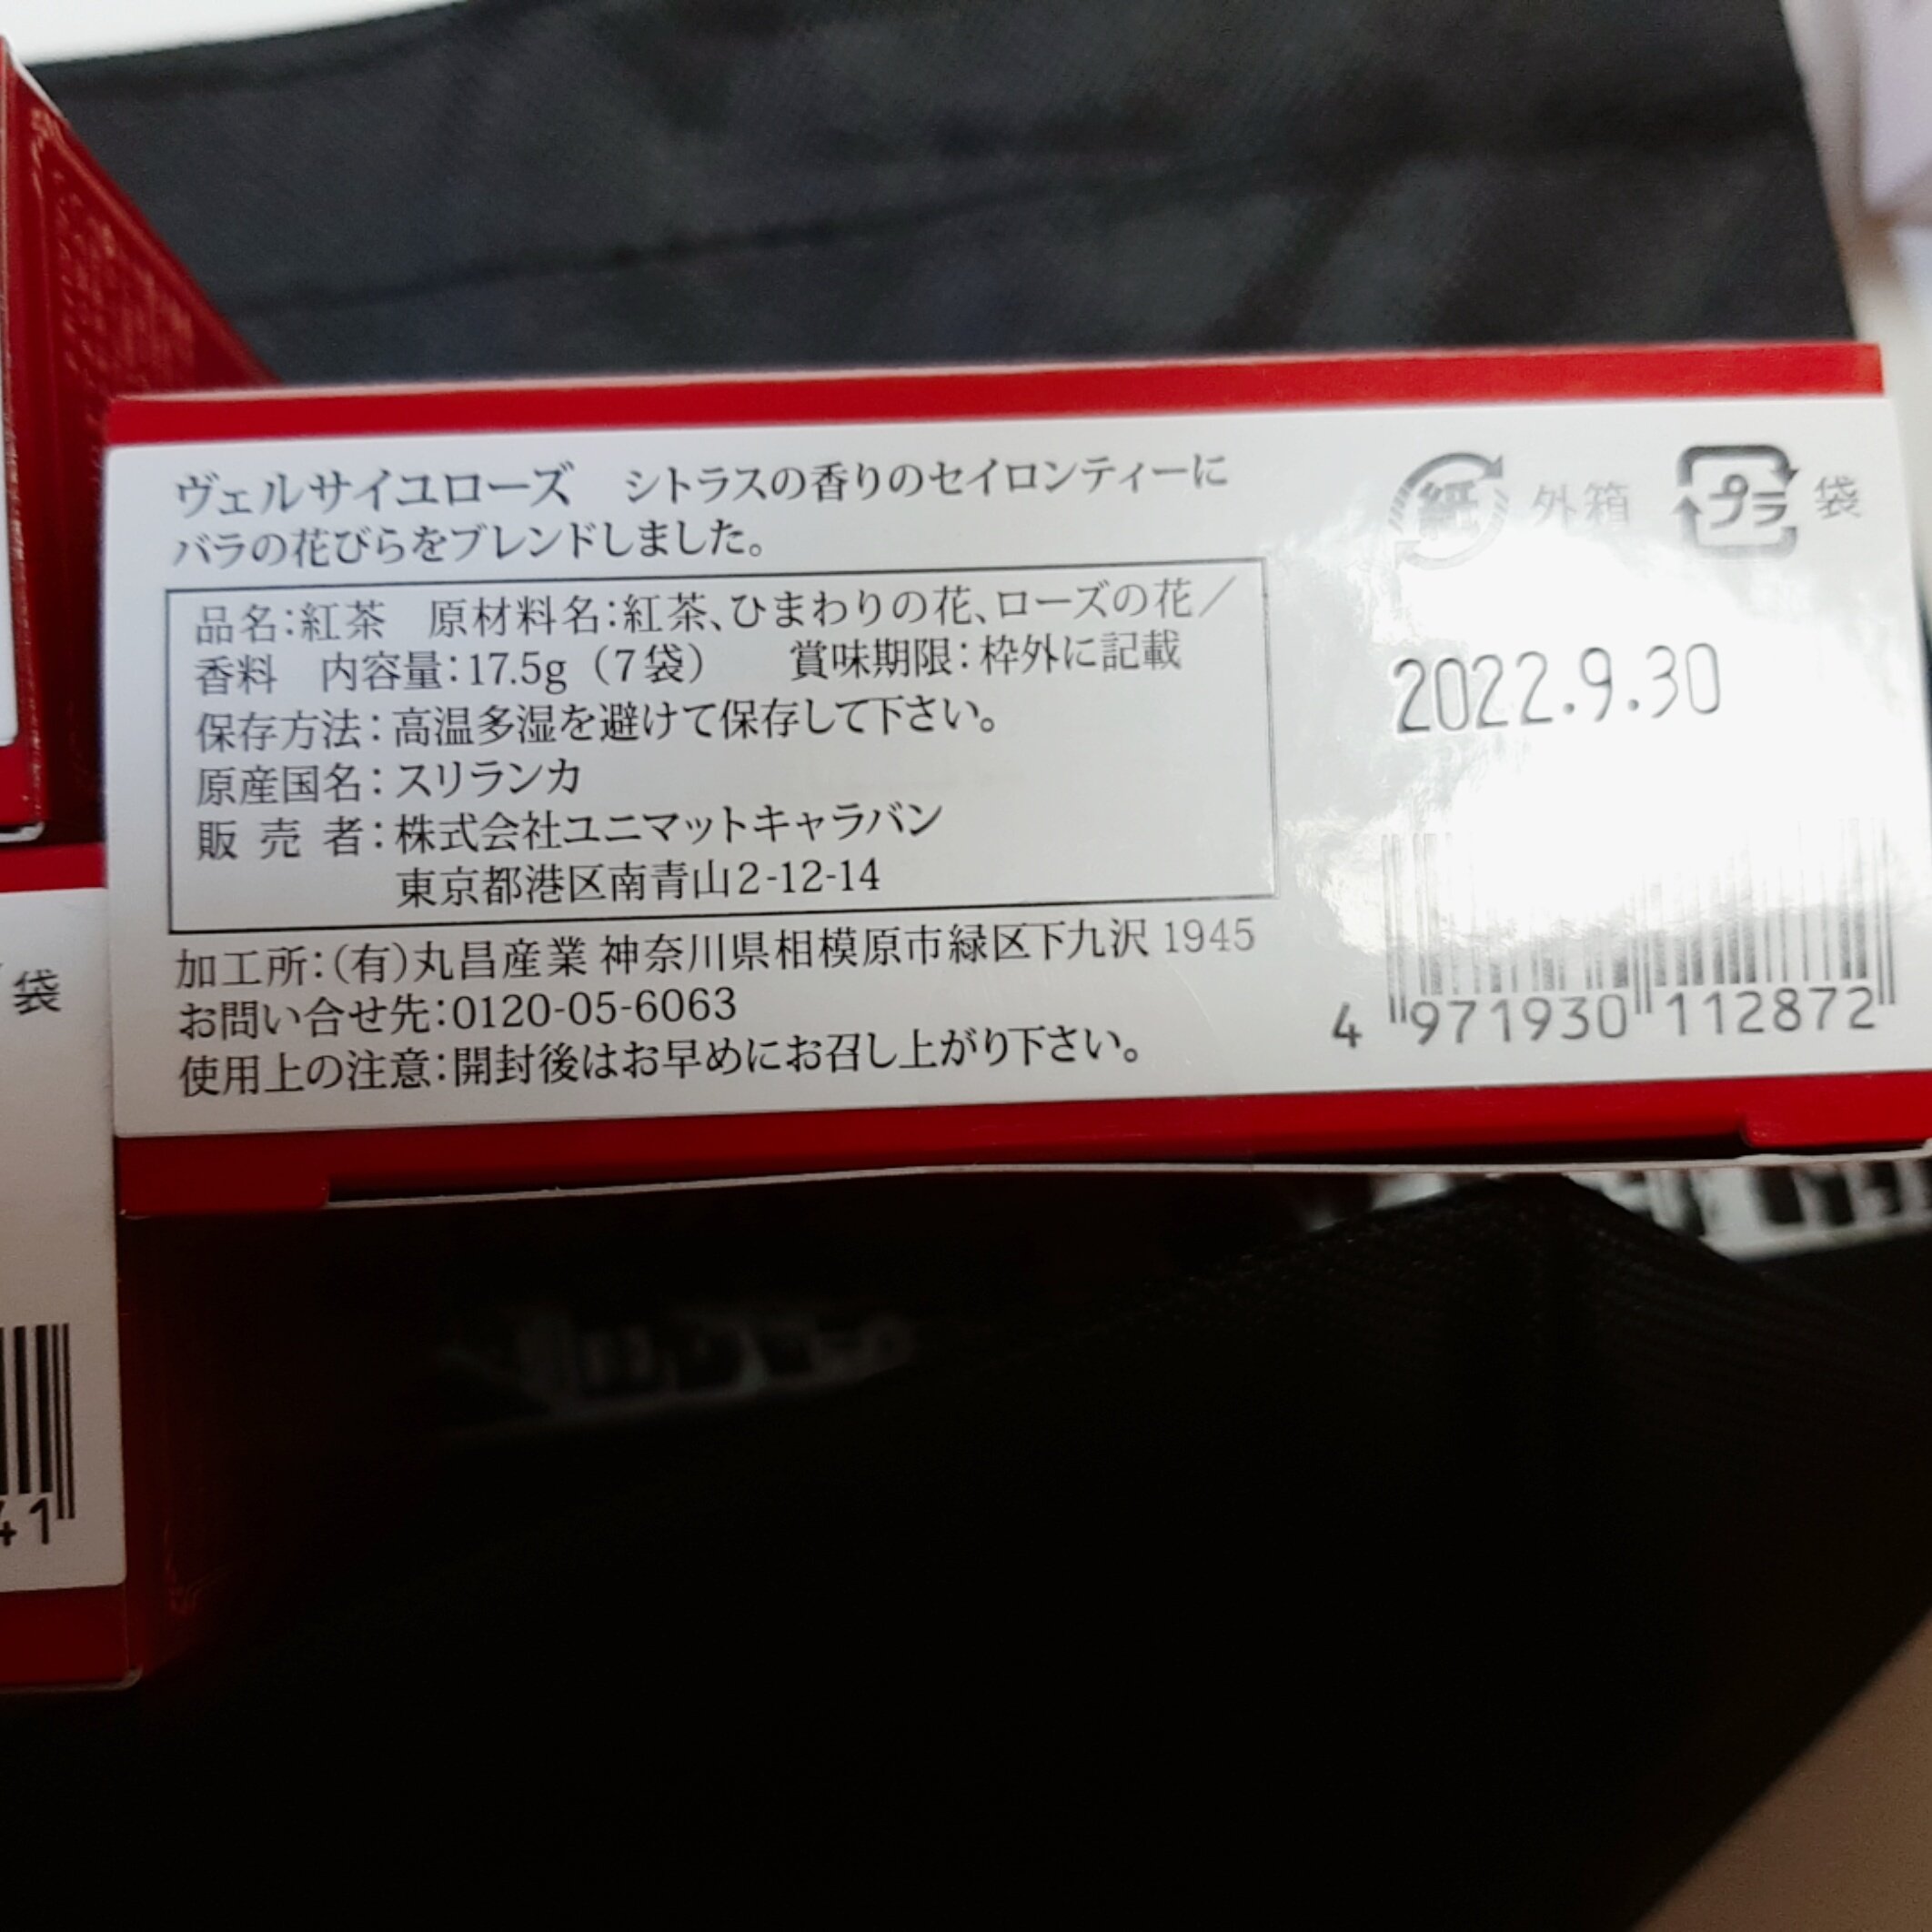 ヴェルサイユローズ　シトラスの香りのセイロンティーに
バラの花びらをブレンドしました。
品名：紅茶　原材料名：紅茶、ひまわりの花、ローズの花／
香料　内容量：17.5g（7袋）　賞味期限：枠外に記載
保存方法：高温多湿を避けて保存して下さい。
原産国名：スリランカ
販売者：株式会社ユニマットキャラバン
東京都港区南青山2-12-14
加工所：(有)丸昌産業 神奈川県相模原市緑区下九沢 1945
お問い合せ先：0120-05-6063
使用上の注意：開封後はお早めにお召し上がり下さい。
紙 外箱 プラ 袋
2022.9.30
4 971930 112872
袋
41